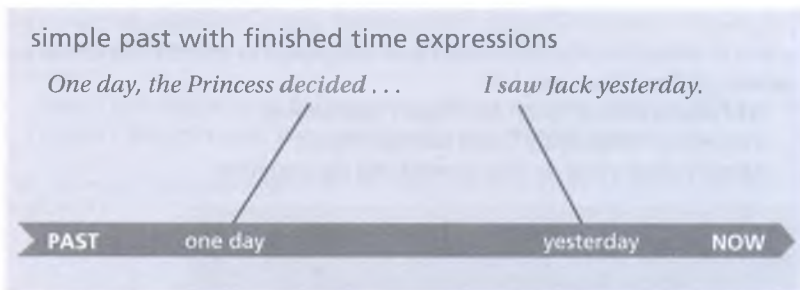 simple past with finished time expressions
One day, the Princess decided . . . I saw Jack yesterday.
PAST one day yesterday NOW